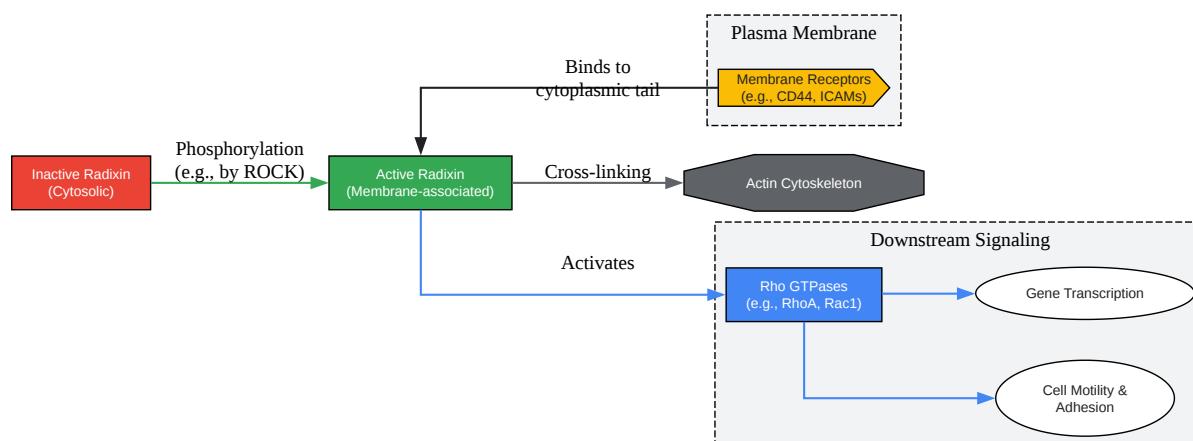 Plasma Membrane
Binds to
cytoplasmic tail
Membrane Receptors
(e.g., CD44, ICAMs)
Phosphorylation
(e.g., by ROCK)
Inactive Radixin
(Cytosolic)
Active Radixin
(Membrane-associated)
Cross-linking
Actin Cytoskeleton
Downstream Signaling
Activates
Rho GTPases
(e.g., RhoA, Rac1)
Gene Transcription
Cell Motility &
Adhesion